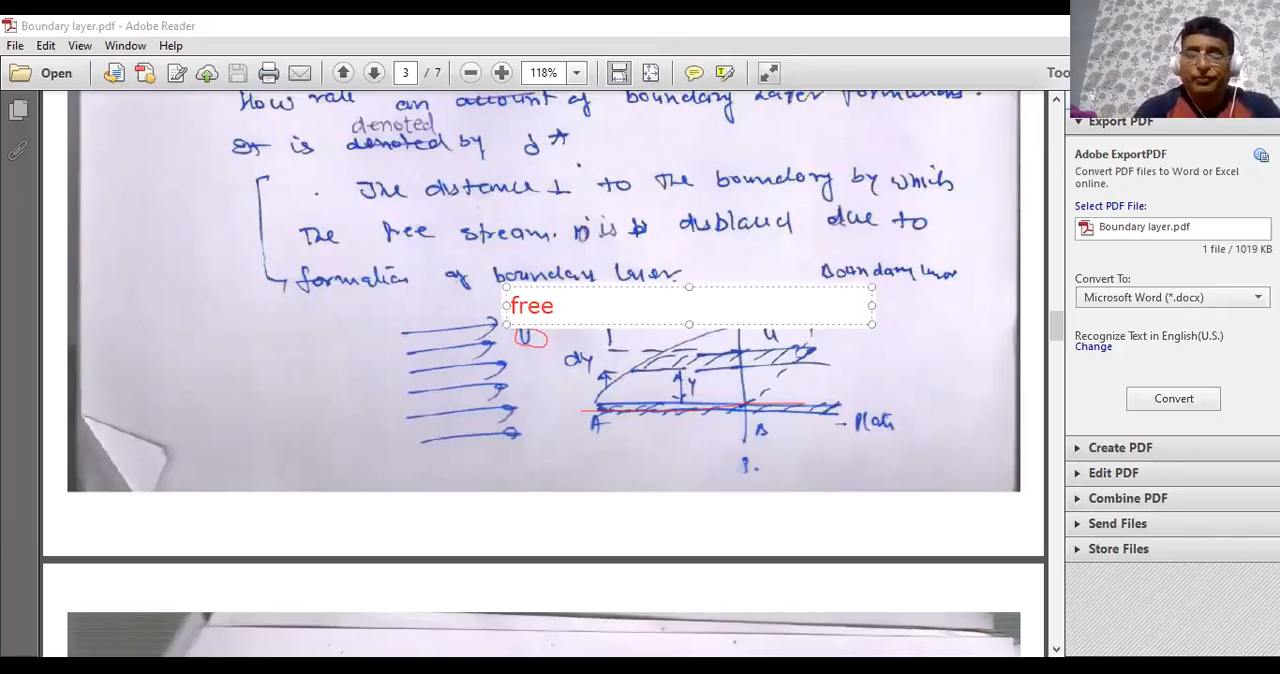 Boundary layer.pdf - Adobe Reader
File Edit View Window Help
Open 3 / 7 118% Too
flow rate on account of boundary layer formation.
denoted
It is denoted by δ*
. The distance ⊥ to the boundary by which
The free stream is displaced due to
formation of boundary layer.
Boundary layer
free
U
u
dy
y
A
B
- Plate
Export PDF
Adobe ExportPDF
Convert PDF files to Word or Excel
online.
Select PDF File:
Boundary layer.pdf
1 file / 1019 KB
Convert To:
Microsoft Word (*.docx)
Recognize Text in English(U.S.)
Change
Convert
Create PDF
Edit PDF
Combine PDF
Send Files
Store Files